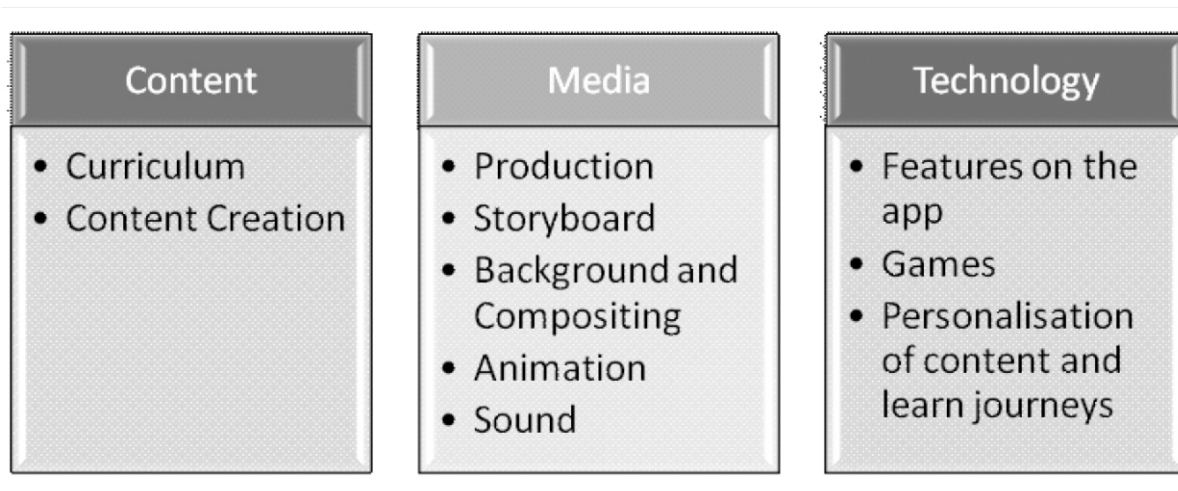 Content
• Curriculum
• Content Creation
Media
• Production
• Storyboard
• Background and
Compositing
• Animation
• Sound
Technology
• Features on the
app
• Games
• Personalisation
of content and
learn journeys